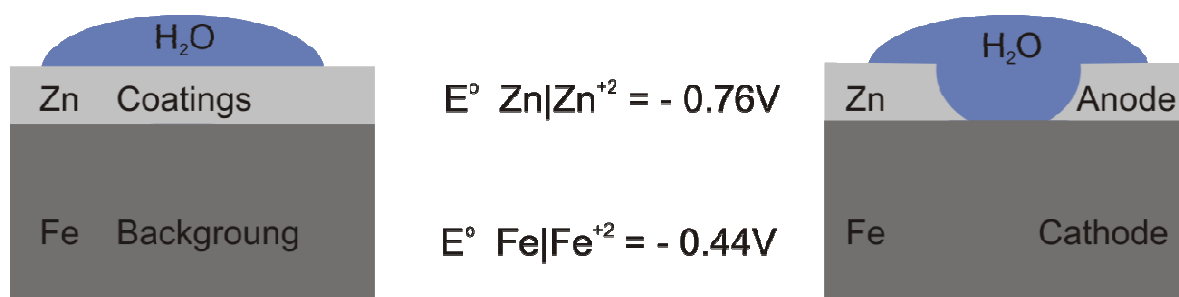 H₂O
Zn Coatings
Fe Backgroung
E° Zn|Zn⁺² = - 0.76V
E° Fe|Fe⁺² = - 0.44V
H₂O
Zn Anode
Fe Cathode